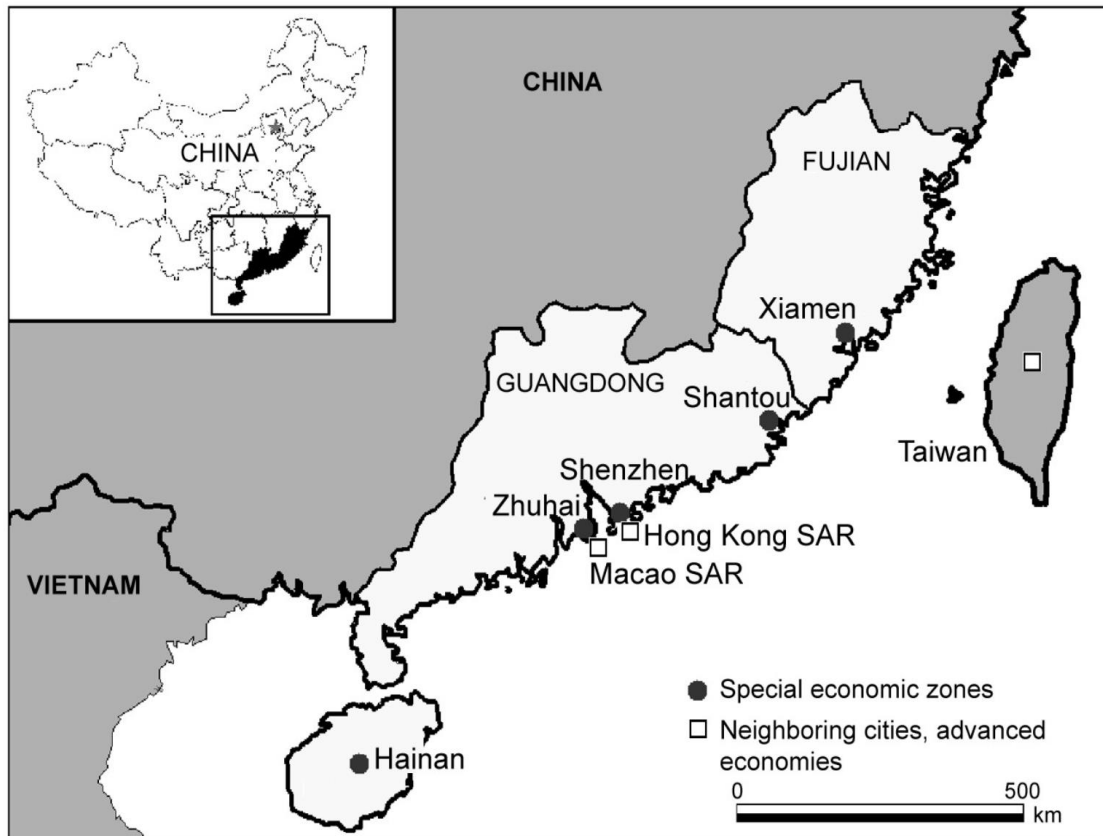 CHINA
CHINA
FUJIAN
Xiamen
GUANGDONG
Shantou
Taiwan
Shenzhen
Zhuhai
Hong Kong SAR
Macao SAR
VIETNAM
Hainan
Special economic zones
Neighboring cities, advanced
economies
0 500
km